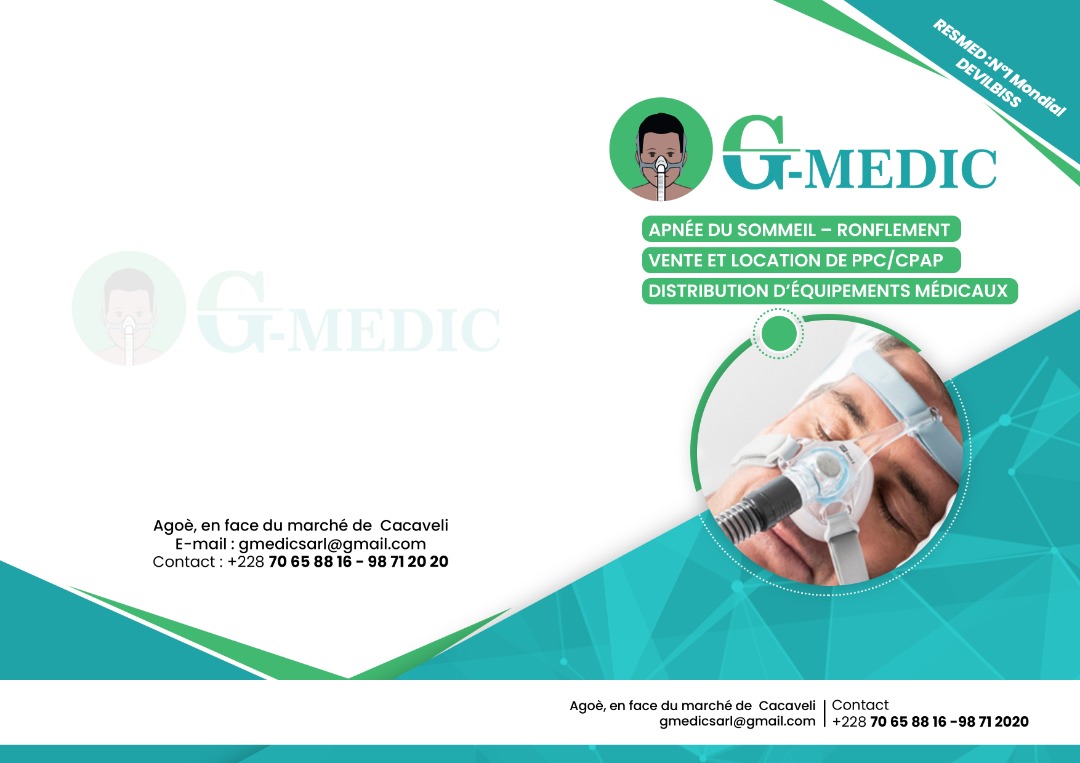 G-MEDIC
Agoè, en face du marché de Cacaveli
E-mail : gmedicsarl@gmail.com
Contact : +228 70 65 88 16 - 98 71 20 20
RESMED :N°1 Mondial
DEVILBISS
G-MEDIC
APNÉE DU SOMMEIL – RONFLEMENT
VENTE ET LOCATION DE PPC/CPAP
DISTRIBUTION D'ÉQUIPEMENTS MÉDICAUX
Agoè, en face du marché de Cacaveli
gmedicsarl@gmail.com
Contact
+228 70 65 88 16 -98 71 2020